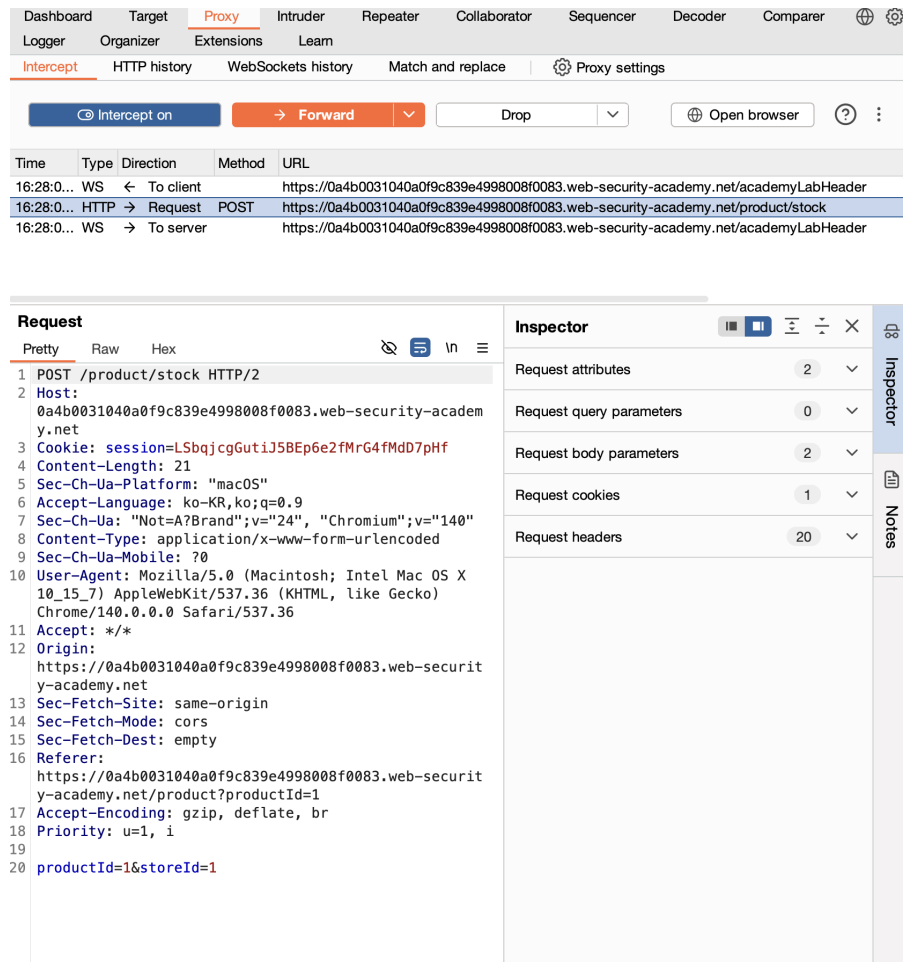 Dashboard Target Proxy Intruder Repeater Collaborator Sequencer Decoder Comparer
Logger Organizer Extensions Learn
Intercept HTTP history WebSockets history Match and replace Proxy settings
Intercept on Forward Drop Open browser
Time Type Direction Method URL
16:28:0... WS ← To client https://0a4b0031040a0f9c839e4998008f0083.web-security-academy.net/academyLabHeader
16:28:0... HTTP → Request POST https://0a4b0031040a0f9c839e4998008f0083.web-security-academy.net/product/stock
16:28:0... WS → To server https://0a4b0031040a0f9c839e4998008f0083.web-security-academy.net/academyLabHeader
Request
Pretty Raw Hex \n
1 POST /product/stock HTTP/2
2 Host:
0a4b0031040a0f9c839e4998008f0083.web-security-academ
y.net
3 Cookie: session=LSbqjcgGutiJ5BEp6e2fMrG4fMdD7pHf
4 Content-Length: 21
5 Sec-Ch-Ua-Platform: "macOS"
6 Accept-Language: ko-KR,ko;q=0.9
7 Sec-Ch-Ua: "Not=A?Brand";v="24", "Chromium";v="140"
8 Content-Type: application/x-www-form-urlencoded
9 Sec-Ch-Ua-Mobile: ?0
10 User-Agent: Mozilla/5.0 (Macintosh; Intel Mac OS X
10_15_7) AppleWebKit/537.36 (KHTML, like Gecko)
Chrome/140.0.0.0 Safari/537.36
11 Accept: */*
12 Origin:
https://0a4b0031040a0f9c839e4998008f0083.web-securit
y-academy.net
13 Sec-Fetch-Site: same-origin
14 Sec-Fetch-Mode: cors
15 Sec-Fetch-Dest: empty
16 Referer:
https://0a4b0031040a0f9c839e4998008f0083.web-securit
y-academy.net/product?productId=1
17 Accept-Encoding: gzip, deflate, br
18 Priority: u=1, i
19
20 productId=1&storeId=1
Inspector
Request attributes 2
Request query parameters 0
Request body parameters 2
Request cookies 1
Request headers 20
Inspector
Notes